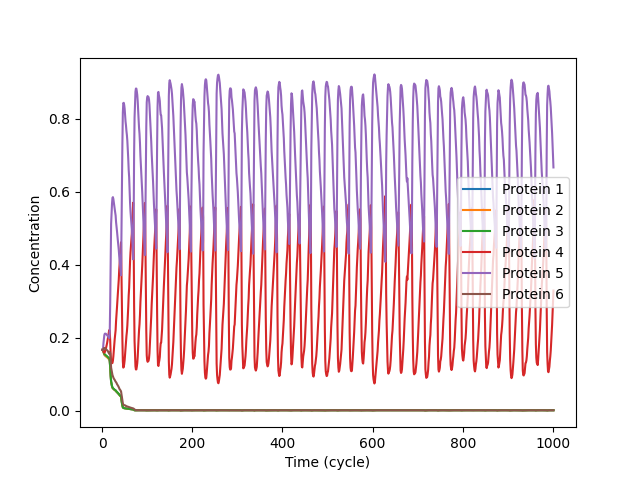 0.8
0.6
0.4
0.2
0.0
Concentration
0
200
400
600
800
1000
Time (cycle)
Protein 1
Protein 2
Protein 3
Protein 4
Protein 5
Protein 6